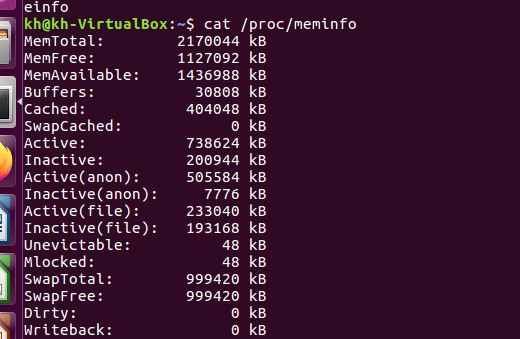 einfo
kh@kh-VirtualBox:~$ cat /proc/meminfo
MemTotal: 2170044 kB
MemFree: 1127092 kB
MemAvailable: 1436988 kB
Buffers: 30808 kB
Cached: 404048 kB
SwapCached: 0 kB
Active: 738624 kB
Inactive: 200944 kB
Active(anon): 505584 kB
Inactive(anon): 7776 kB
Active(file): 233040 kB
Inactive(file): 193168 kB
Unevictable: 48 kB
Mlocked: 48 kB
SwapTotal: 999420 kB
SwapFree: 999420 kB
Dirty: 0 kB
Writeback: 0 kB